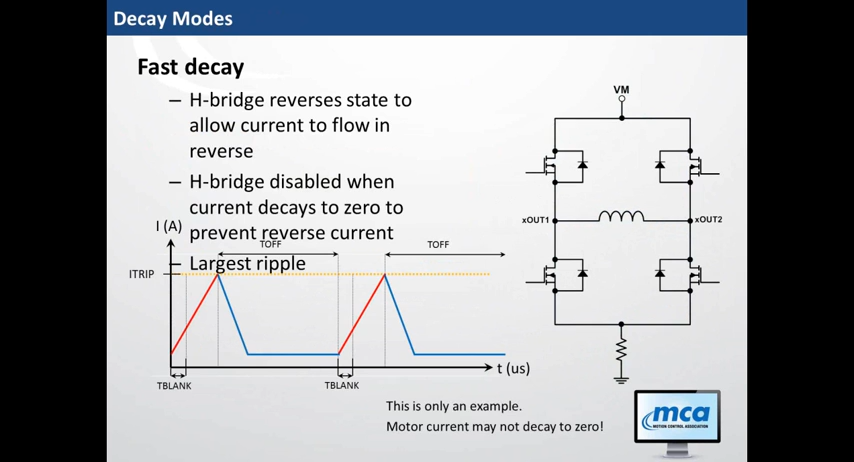 Decay Modes
Fast decay
– H-bridge reverses state to
allow current to flow in
reverse
– H-bridge disabled when
current decays to zero to
prevent reverse current
– Largest ripple
I (A)
TOFF
TOFF
ITRIP
t (us)
TBLANK
TBLANK
VM
xOUT1
xOUT2
This is only an example.
Motor current may not decay to zero!
mca
MOTION CONTROL ASSOCIATION